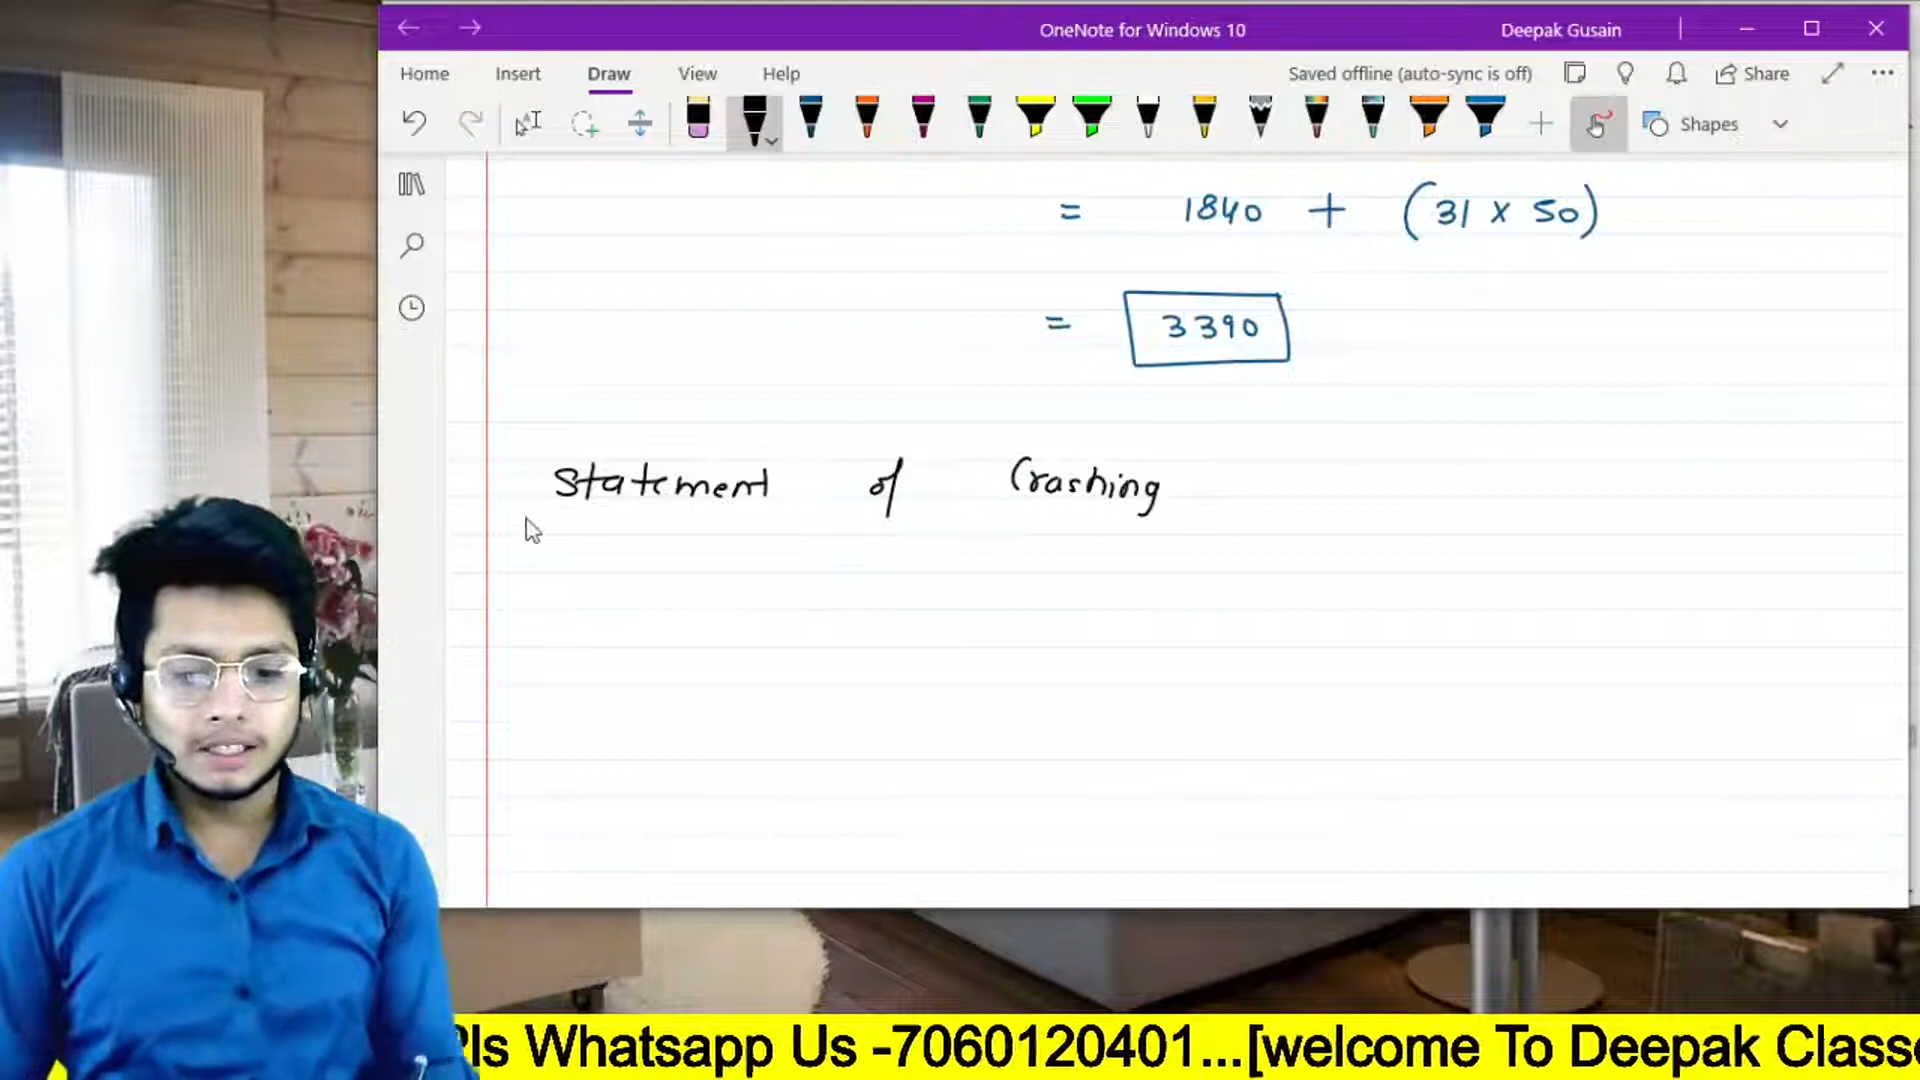 OneNote for Windows 10 Deepak Gusain
Home Insert Draw View Help Saved offline (auto-sync is off) Share
Shapes
= 1840 + (31 x 50)
= 3390
Statement of Crashing
Pls Whatsapp Us -7060120401...[welcome To Deepak Classe